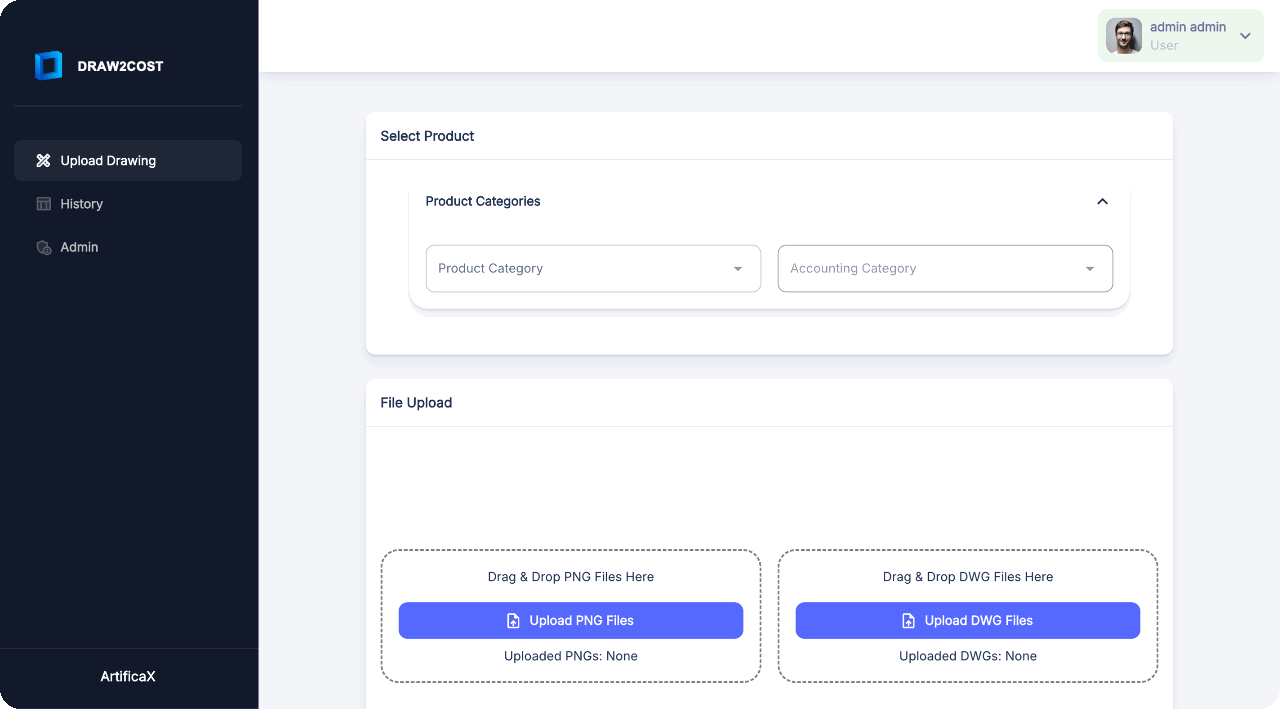 DRAW2COST
admin admin
User
Upload Drawing
History
Admin
ArtificaX
Select Product
Product Categories
Product Category
Accounting Category
File Upload
Drag & Drop PNG Files Here
Upload PNG Files
Uploaded PNGs: None
Drag & Drop DWG Files Here
Upload DWG Files
Uploaded DWGs: None